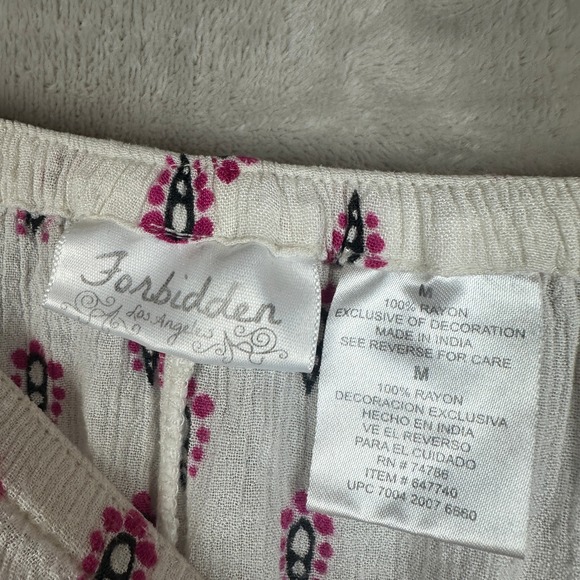 Forbidden
Los Angeles
M
100% RAYON
EXCLUSIVE OF DECORATION
MADE IN INDIA
SEE REVERSE FOR CARE
M
100% RAYON
DECORACION EXCLUSIVA
HECHO EN INDIA
VE EL REVERSO
PARA EL CUIDADO
RN # 74786
ITEM # 647740
UPC 7004 2007 6660